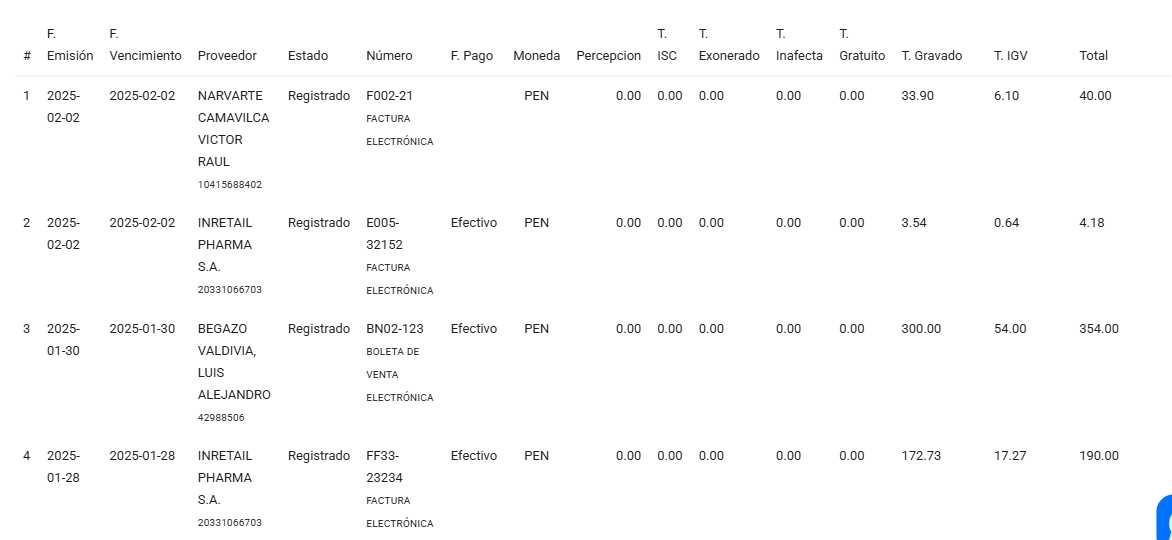 # F. Emisión F. Vencimiento Proveedor Estado Número F. Pago Moneda Percepcion T. ISC T. Exonerado T. Inafecta T. Gratuito T. Gravado T. IGV Total
1 2025-02-02 2025-02-02 NARVARTE Registrado F002-21 PEN 0.00 0.00 0.00 0.00 0.00 33.90 6.10 40.00
CAMAVILCA FACTURA
VICTOR ELECTRÓNICA
RAUL
10415688402
2 2025-02-02 2025-02-02 INRETAIL Registrado E005-32152 Efectivo PEN 0.00 0.00 0.00 0.00 0.00 3.54 0.64 4.18
PHARMA
S.A. FACTURA
20331066703 ELECTRÓNICA
3 2025-01-30 2025-01-30 BEGAZO Registrado BN02-123 Efectivo PEN 0.00 0.00 0.00 0.00 0.00 300.00 54.00 354.00
VALDIVIA, BOLETA DE
LUIS VENTA
ALEJANDRO ELECTRÓNICA
42988506
4 2025-01-28 2025-01-28 INRETAIL Registrado FF33-23234 Efectivo PEN 0.00 0.00 0.00 0.00 0.00 172.73 17.27 190.00
PHARMA
S.A. FACTURA
20331066703 ELECTRÓNICA